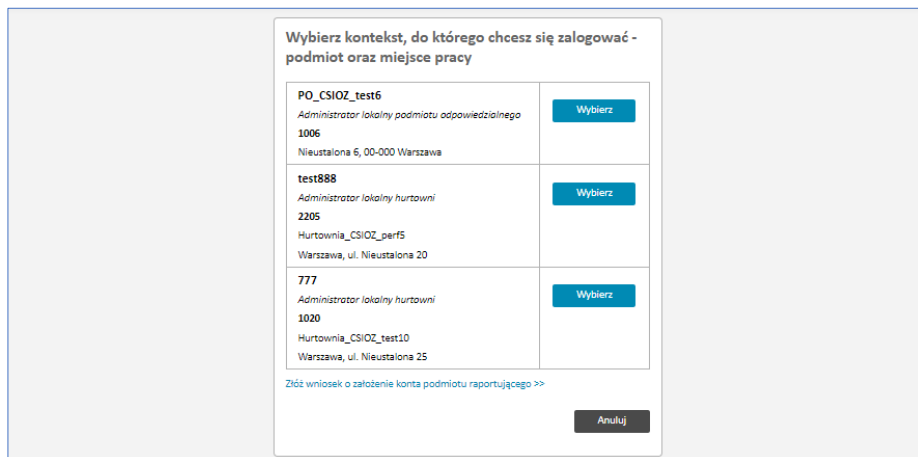 Wybierz kontekst, do którego chcesz się zalogować -
podmiot oraz miejsce pracy
PO_CSIOZ_test6
Administrator lokalny podmiotu odpowiedzialnego
1006
Nieustalona 6, 00-000 Warszawa
Wybierz
test888
Administrator lokalny hurtowni
2205
Hurtownia_CSIOZ_perf5
Warszawa, ul. Nieustalona 20
Wybierz
777
Administrator lokalny hurtowni
1020
Hurtownia_CSIOZ_test10
Warszawa, ul. Nieustalona 25
Wybierz
Złóż wniosek o założenie konta podmiotu raportującego >>
Anuluj